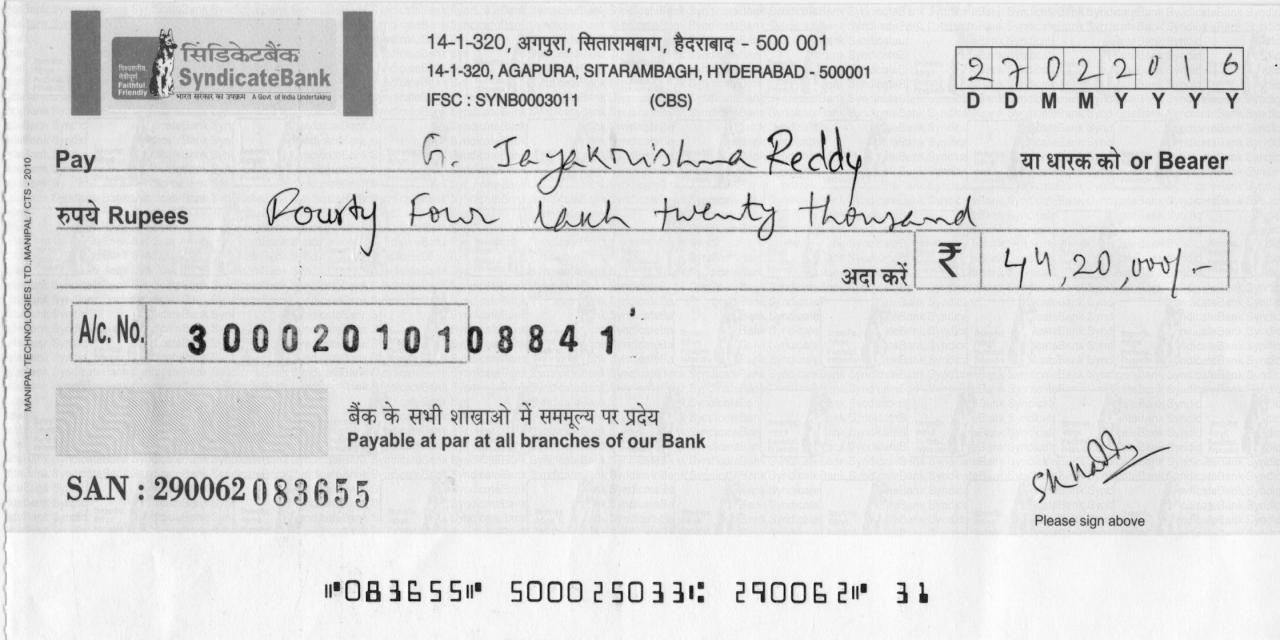 सिंडिकेटबैंक
SyndicateBank
विश्वसनीय, मैत्रीपूर्ण
Faithful Friendly
भारत सरकार का उपक्रम A Govt. of India Undertaking
14-1-320, अगपुरा, सितारामबाग, हैदराबाद - 500 001
14-1-320, AGAPURA, SITARAMBAGH, HYDERABAD - 500001
IFSC : SYNB0003011 (CBS)
2 7 0 2 2 0 1 6
D D M M Y Y Y Y
Pay G. Jayakrishna Reddy या धारक को or Bearer
रुपये Rupees Fourty Four lakh twenty thousand
अदा करें ₹ 44,20,000/-
A/c. No. 30002010108841
बैंक के सभी शाखाओ में सममूल्य पर प्रदेय
Payable at par at all branches of our Bank
SAN : 290062 083655
Please sign above
⑈083655⑈ 500025033⑆ 290062⑈ 31
MANIPAL TECHNOLOGIES LTD.,MANIPAL / CTS - 2010